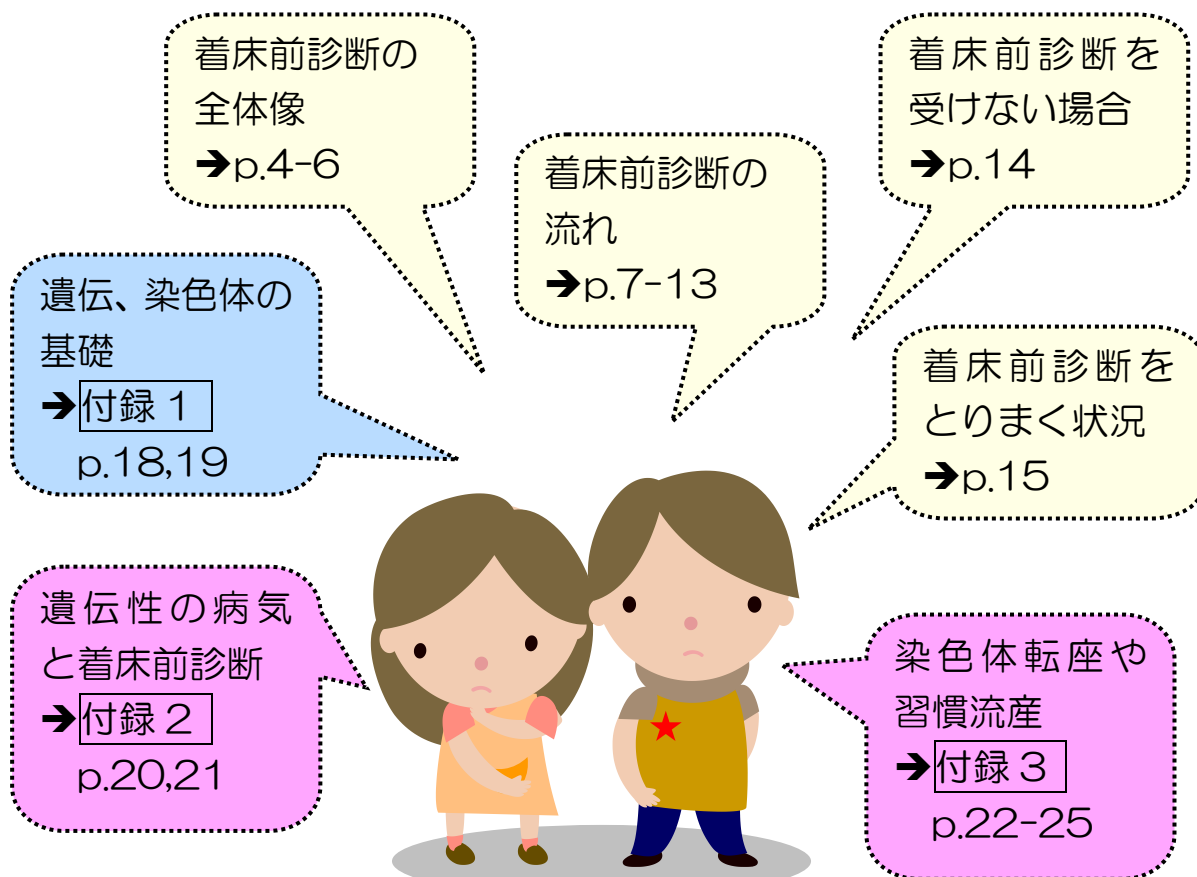 着床前診断の
全体像
➔p.4-6
着床前診断の
流れ
➔p.7-13
着床前診断を
受けない場合
➔p.14
遺伝、染色体の
基礎
➔付録1
p.18,19
着床前診断を
とりまく状況
➔p.15
遺伝性の病気
と着床前診断
➔付録2
p.20,21
染色体転座や
習慣流産
➔付録3
p.22-25